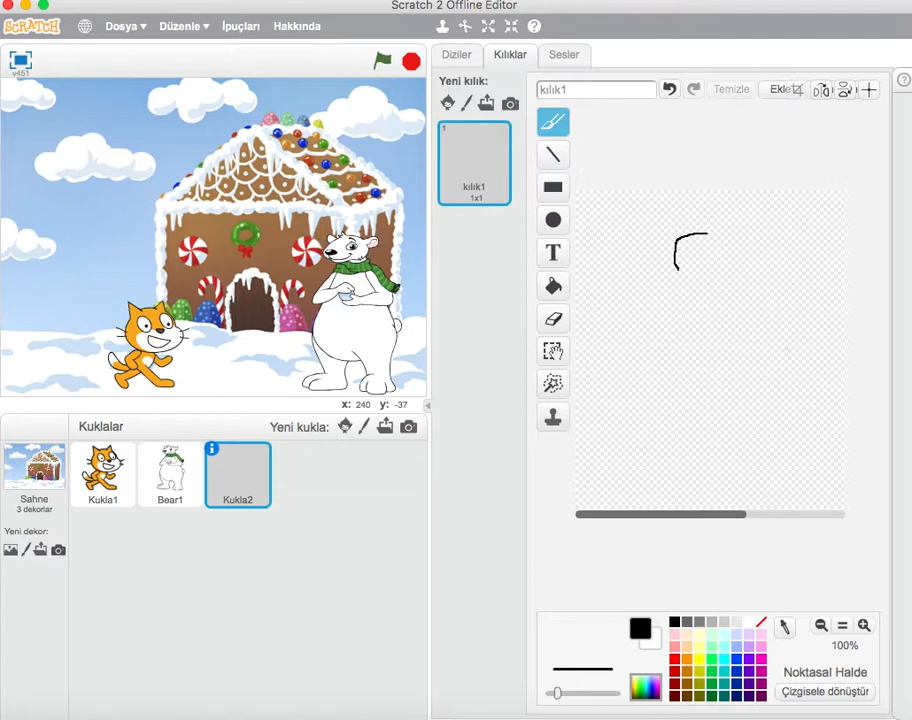 Scratch 2 Offline Editor
SCRATCH Dosya Düzenle İpuçları Hakkında
v451
Diziler Kılıklar Sesler
Yeni kılık:
1
kılık1
1x1
kılık1 Temizle Ekle
T
x: 240 y: -37
Kuklalar Yeni kukla:
Sahne
3 dekorlar
Yeni dekor:
Kukla1 Bear1 Kukla2
100%
Noktasal Halde
Çizgisele dönüştür